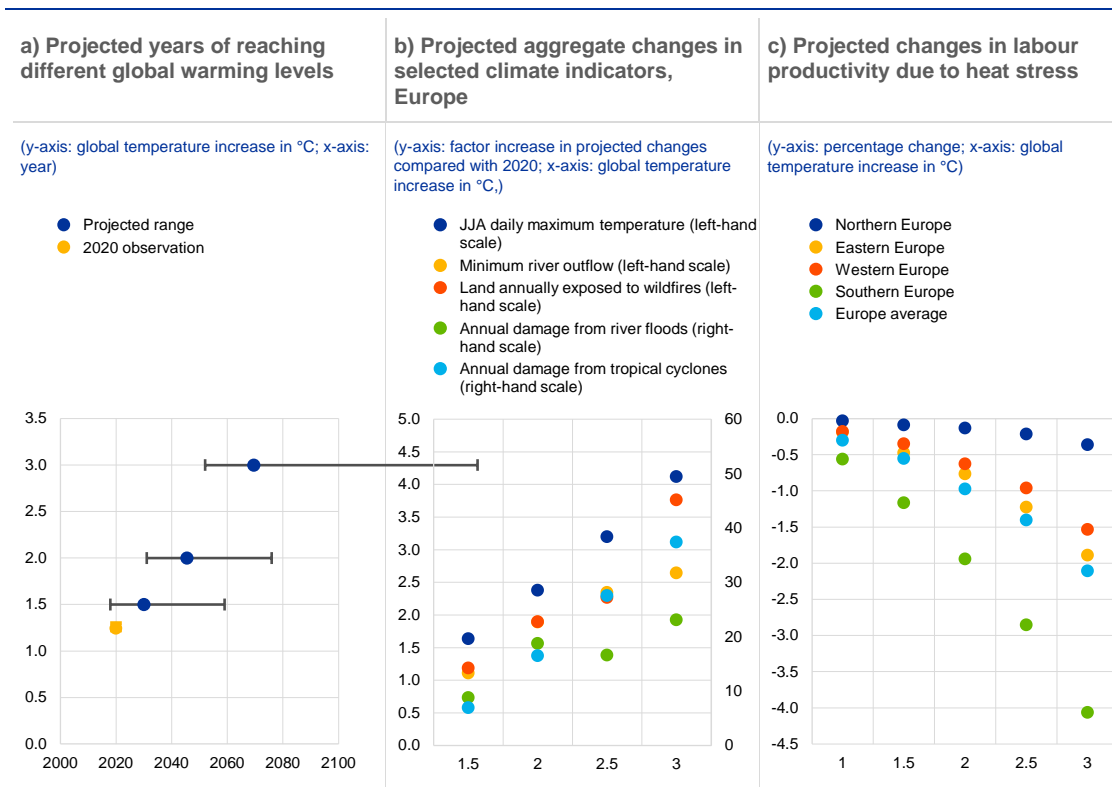 a) Projected years of reaching
different global warming levels
(y-axis: global temperature increase in °C; x-axis:
year)
Projected range
2020 observation
3.5
3.0
2.5
2.0
1.5
1.0
0.5
0.0
2000 2020 2040 2060 2080 2100
b) Projected aggregate changes in
selected climate indicators,
Europe
(y-axis: factor increase in projected changes
compared with 2020; x-axis: global temperature
increase in °C,)
JJA daily maximum temperature (left-hand
scale)
Minimum river outflow (left-hand scale)
Land annually exposed to wildfires (left-
hand scale)
Annual damage from river floods (right-
hand scale)
Annual damage from tropical cyclones
(right-hand scale)
5.0
4.5
4.0
3.5
3.0
2.5
2.0
1.5
1.0
0.5
0.0
60
50
40
30
20
10
0
1.5 2 2.5 3
c) Projected changes in labour
productivity due to heat stress
(y-axis: percentage change; x-axis: global
temperature increase in °C)
Northern Europe
Eastern Europe
Western Europe
Southern Europe
Europe average
0.0
-0.5
-1.0
-1.5
-2.0
-2.5
-3.0
-3.5
-4.0
-4.5
1 1.5 2 2.5 3